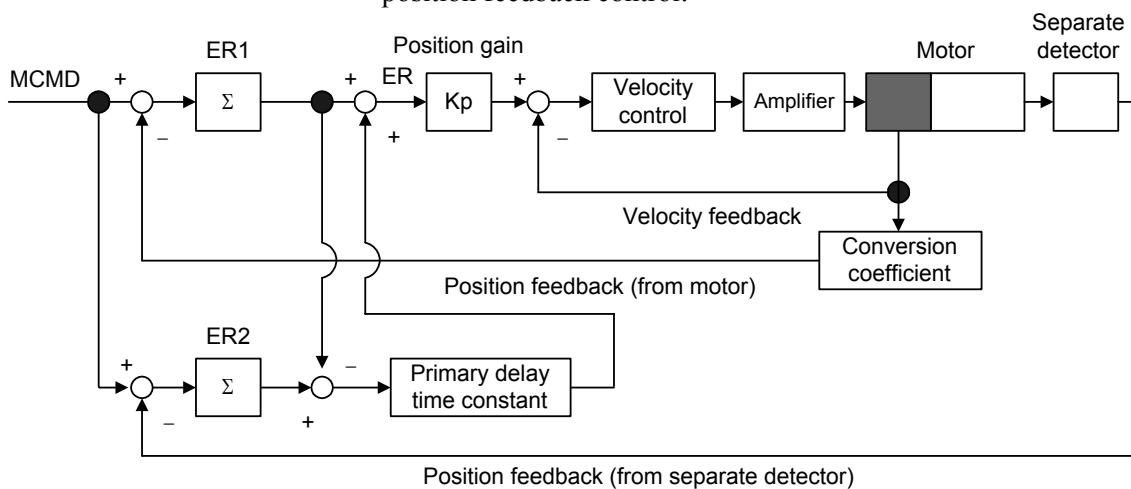 position feedback control.
Separate
detector
ER1
Position gain
Motor
MCMD
+
+
ER
+
Σ
Kp
Velocity
control
Amplifier
−
+
−
Velocity feedback
Conversion
coefficient
Position feedback (from motor)
ER2
+
Σ
−
Primary delay
time constant
−
+
Position feedback (from separate detector)